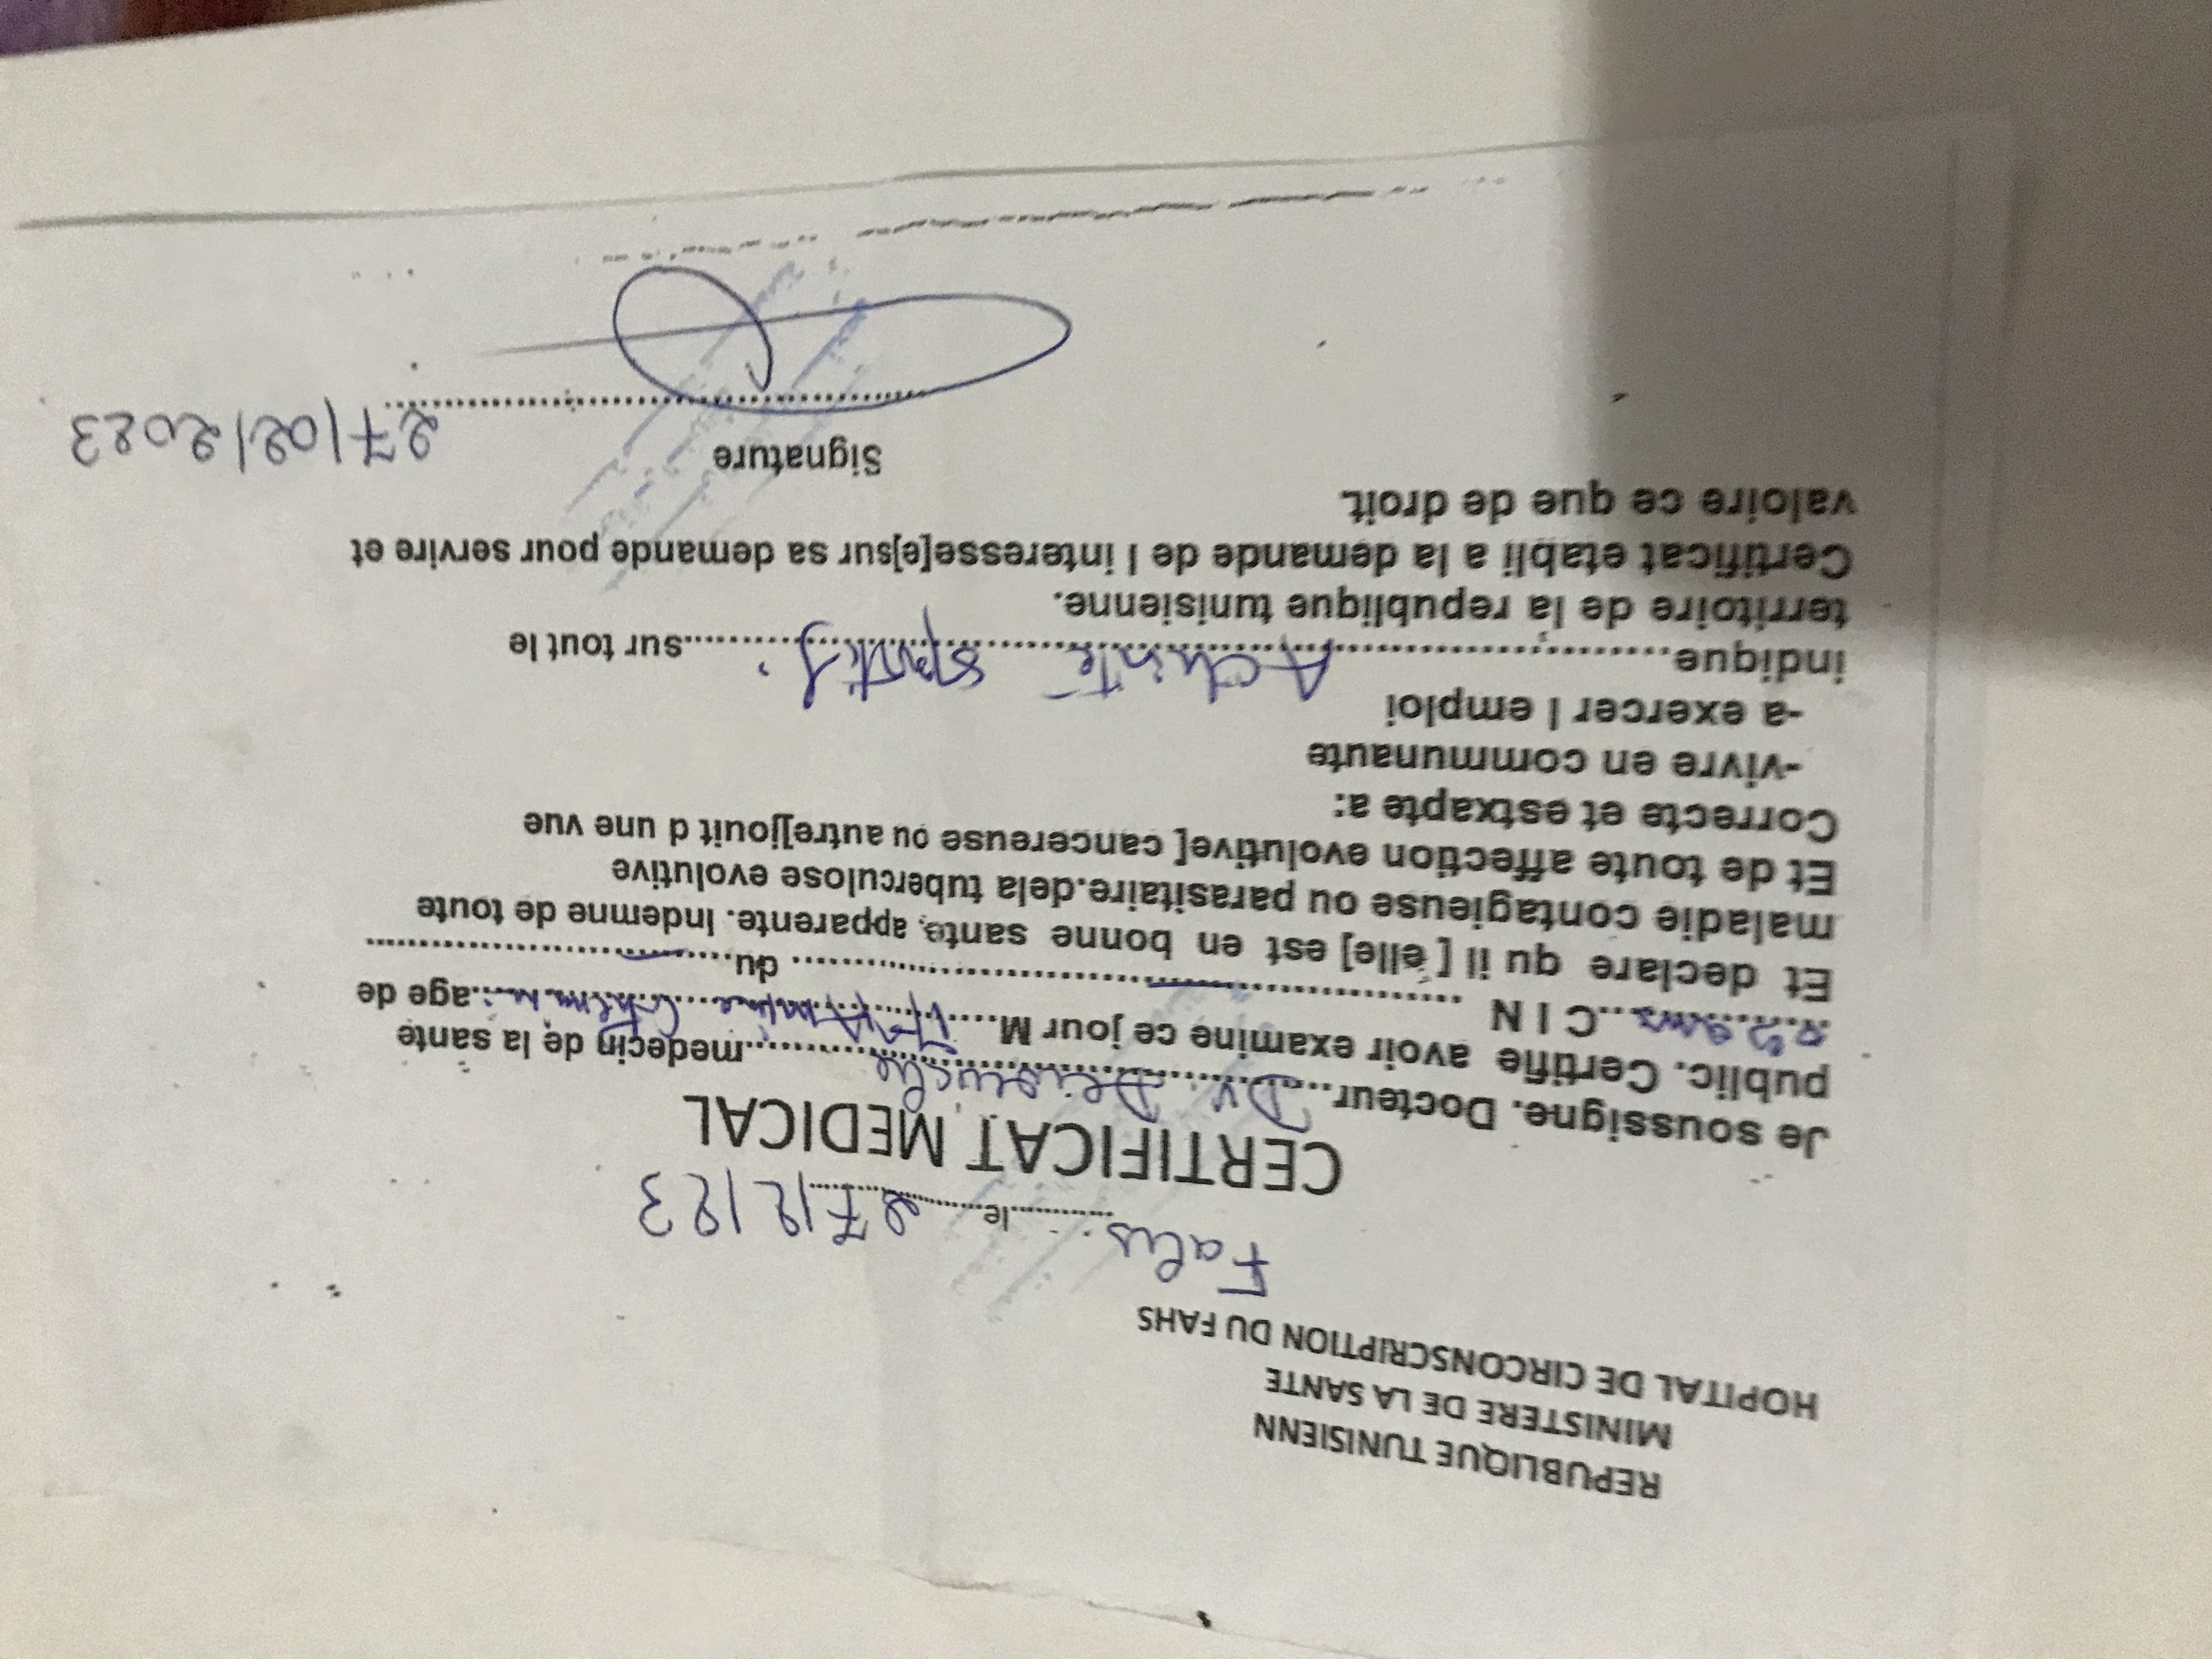 REPUBLIQUE TUNISIENN
MINISTERE DE LA SANTE
HOPITAL DE CIRCONSCRIPTION DU FAHS
Fahs............le 27/2/23
CERTIFICAT MEDICAL
Je soussigne. Docteur... Dr ...medecin de la sante
public. Certifie avoir examine ce jour M... Amine ...age de
ans..C I N ........................ du........................
Et declare qu il [ elle] est en bonne sante, apparente. Indemne de toute
maladie contagieuse ou parasitaire.dela tuberculose evolutive
Et de toute affection evolutive[ cancereuse ou autre]jouit d une vue
Correcte et estxapte a:
-vivre en communaute
-a exercer l emploi
indique............Activité sportif............sur tout le
territoire de la republique tunisienne.
Certificat etabli a la demande de l interesse[e]sur sa demande pour servire et
valoire ce que de droit.
Signature
27/02/2023